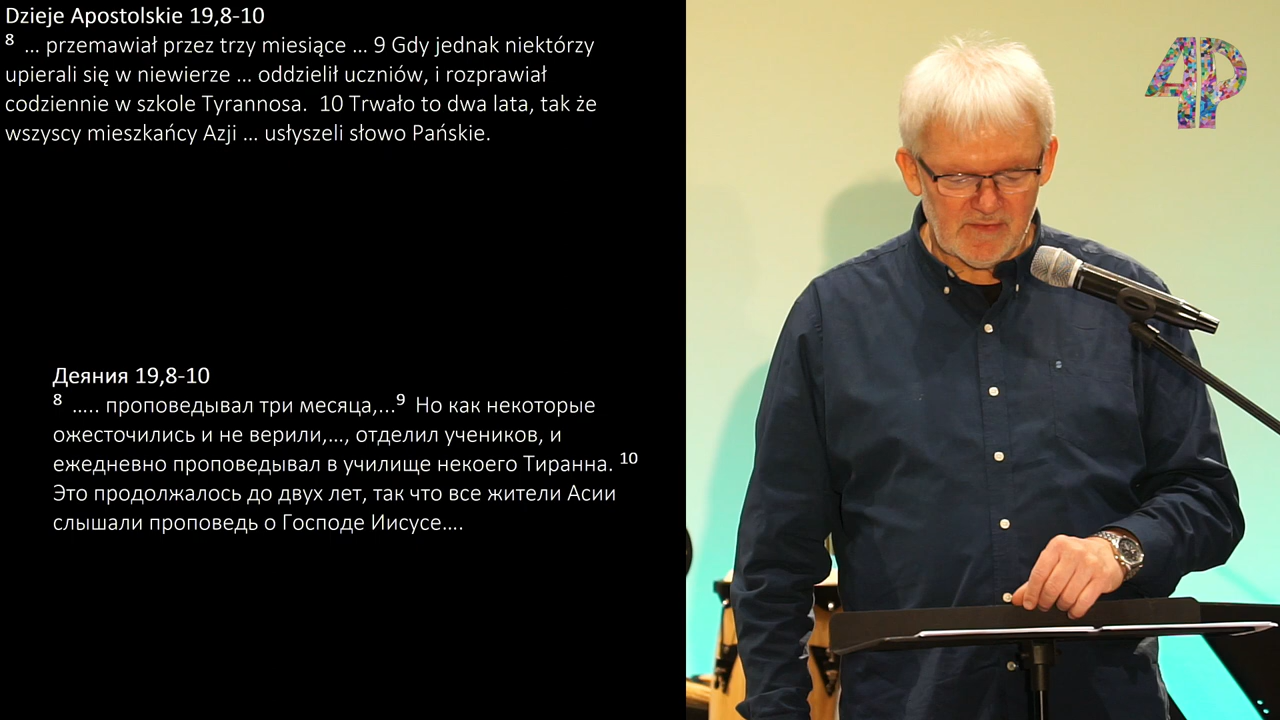 Dzieje Apostolskie 19,8-10
8 ... przemawiał przez trzy miesiące ... 9 Gdy jednak niektórzy
upierali się w niewierze ... oddzielił uczniów, i rozprawiał
codziennie w szkole Tyrannosa. 10 Trwało to dwa lata, tak że
wszyscy mieszkańcy Azji ... usłyszeli słowo Pańskie.
Деяния 19,8-10
8 ..... проповедывал три месяца,...9 Но как некоторые
ожесточились и не верили,..., отделил учеников, и
ежедневно проповедывал в училище некоего Тиранна. 10
Это продолжалось до двух лет, так что все жители Асии
слышали проповедь о Господе Иисусе....
4P